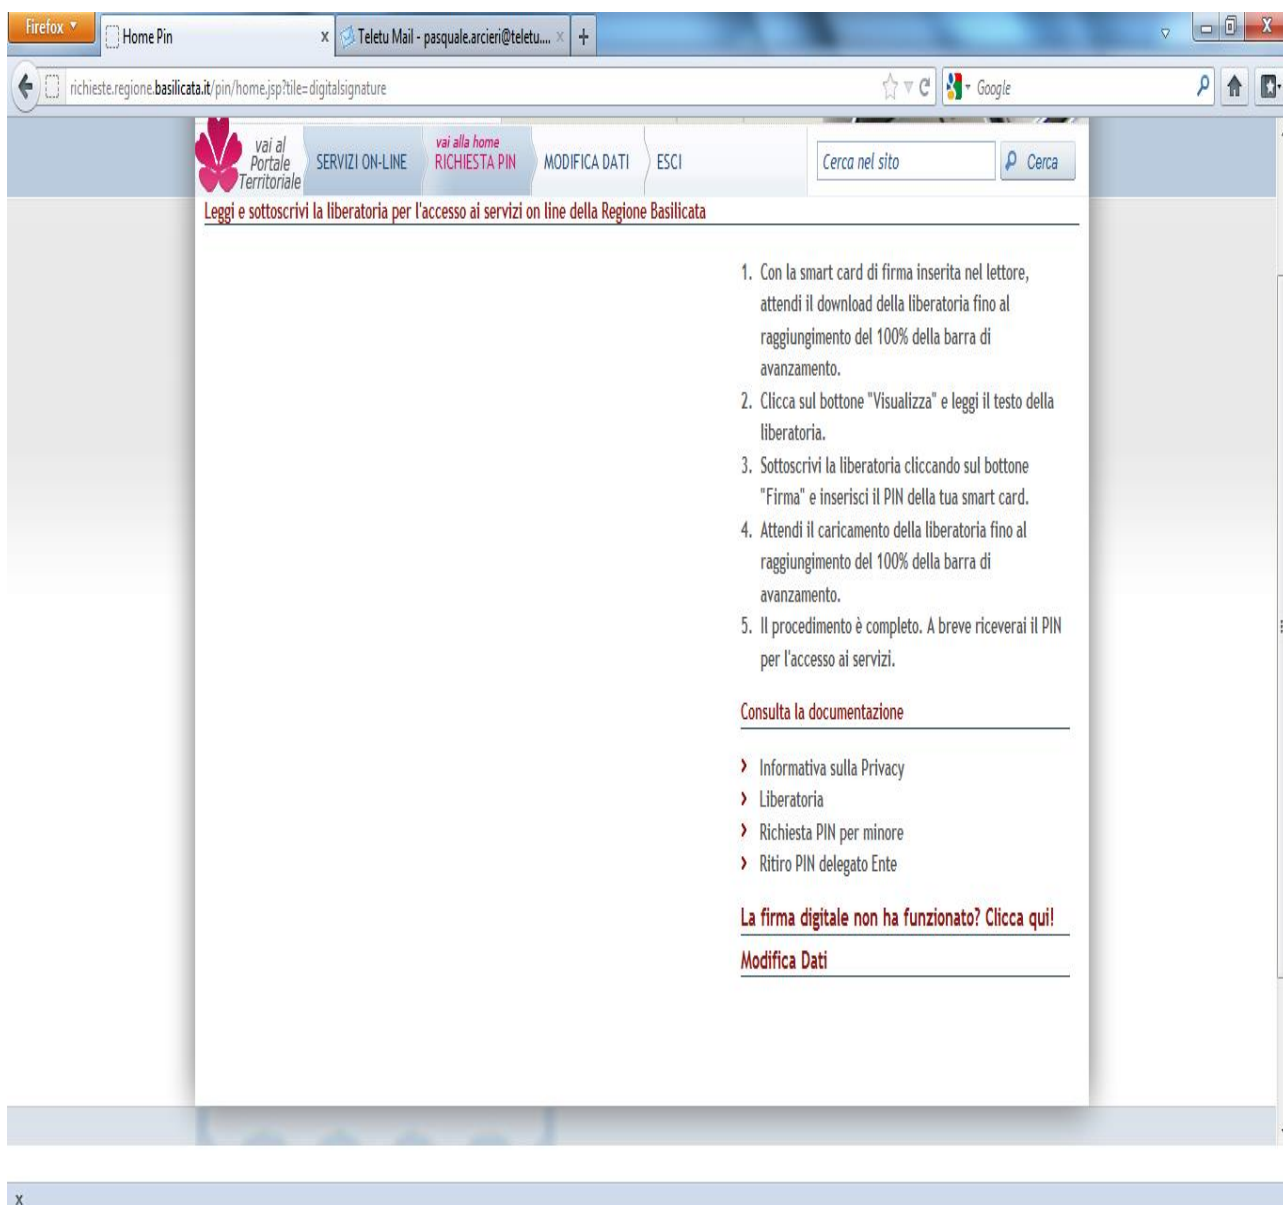 Firefox
Home Pin x
Teletu Mail - pasquale.arcieri@teletu.... x +
richieste.regione.basilicata.it/pin/home.jsp?tile=digitalsignature
Google
X
vai al
Portale
Territoriale
SERVIZI ON-LINE
vai alla home
RICHIESTA PIN
MODIFICA DATI
ESCI
Cerca nel sito
Cerca
Leggi e sottoscrivi la liberatoria per l'accesso ai servizi on line della Regione Basilicata
1. Con la smart card di firma inserita nel lettore,
attendi il download della liberatoria fino al
raggiungimento del 100% della barra di
avanzamento.
2. Clicca sul bottone "Visualizza" e leggi il testo della
liberatoria.
3. Sottoscrivi la liberatoria cliccando sul bottone
"Firma" e inserisci il PIN della tua smart card.
4. Attendi il caricamento della liberatoria fino al
raggiungimento del 100% della barra di
avanzamento.
5. Il procedimento è completo. A breve riceverai il PIN
per l'accesso ai servizi.
Consulta la documentazione
Informativa sulla Privacy
Liberatoria
Richiesta PIN per minore
Ritiro PIN delegato Ente
La firma digitale non ha funzionato? Clicca qui!
Modifica Dati
x